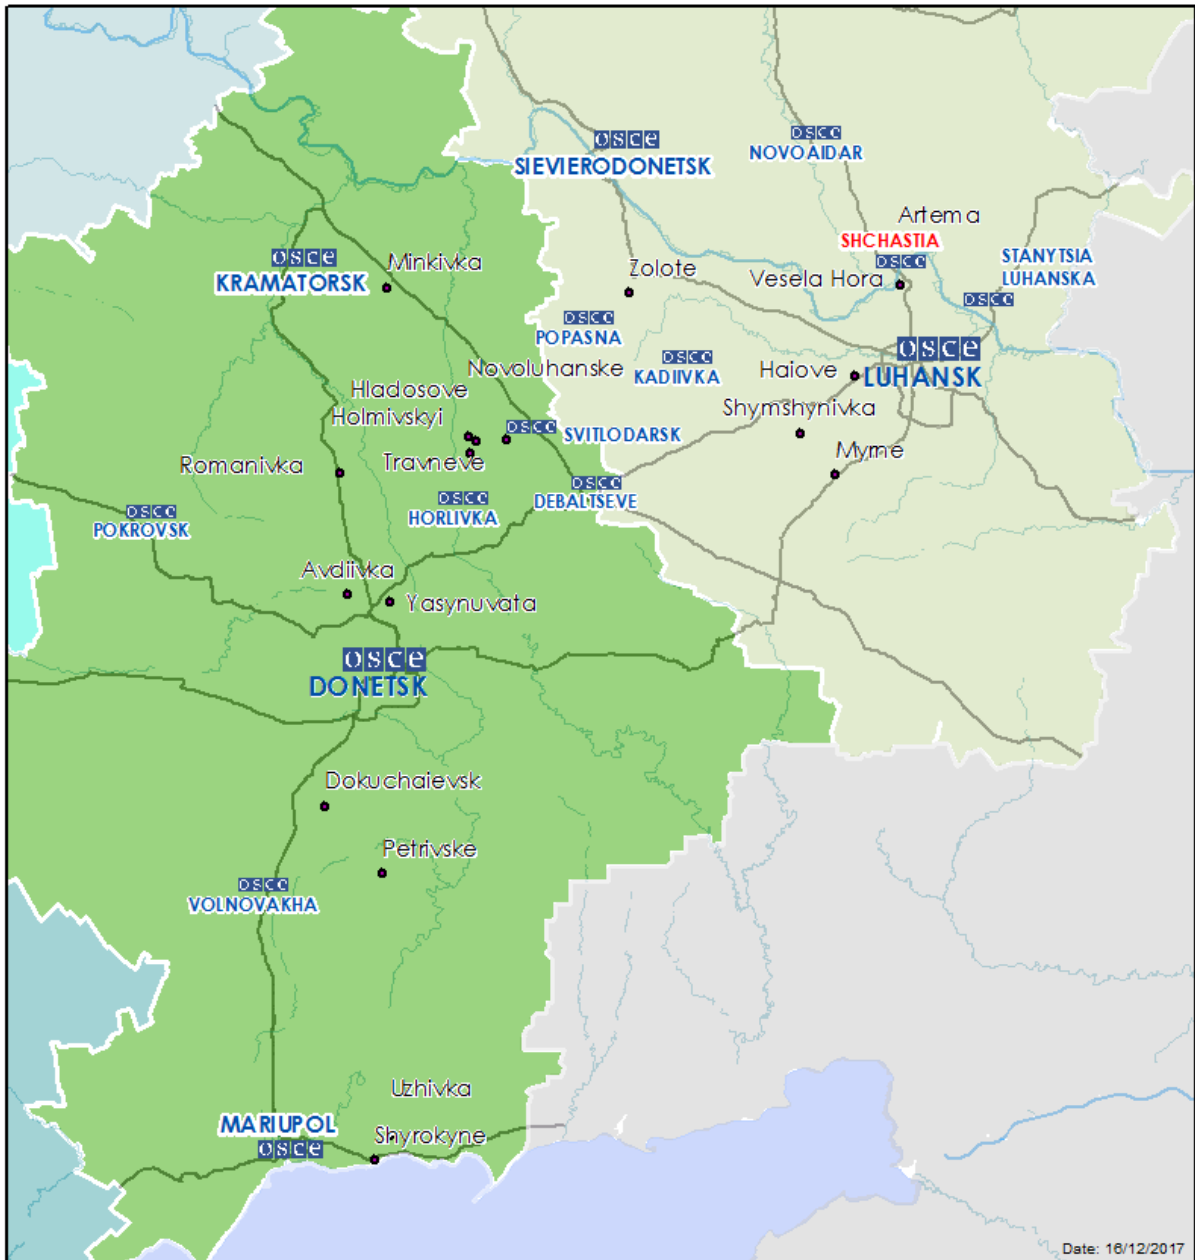 osce
SIEVIERODONETSK
osce
NOVOAIDAR
Artema
SHCHASTIA
osce
STANYTSIA
LUHANSKA
osce
osce
KRAMATORSK
Minkivka
Zolote
Vesela Hora
osce
POPASNA
osce
KADIIVKA
Haiove
osce
LUHANSK
Novoluhanske
Hladosove
Holmivskyi
Shymshynivka
osce
SVITLODARSK
Myrne
Romanivka
Travneve
osce
HORLIVKA
osce
DEBALTSEVE
osce
POKROVSK
Avdiivka
Yasynuvata
osce
DONETSK
Dokuchaievsk
Petrivske
osce
VOLNOVAKHA
Uzhivka
MARIUPOL
osce
Shyrokyne
Date: 16/12/2017